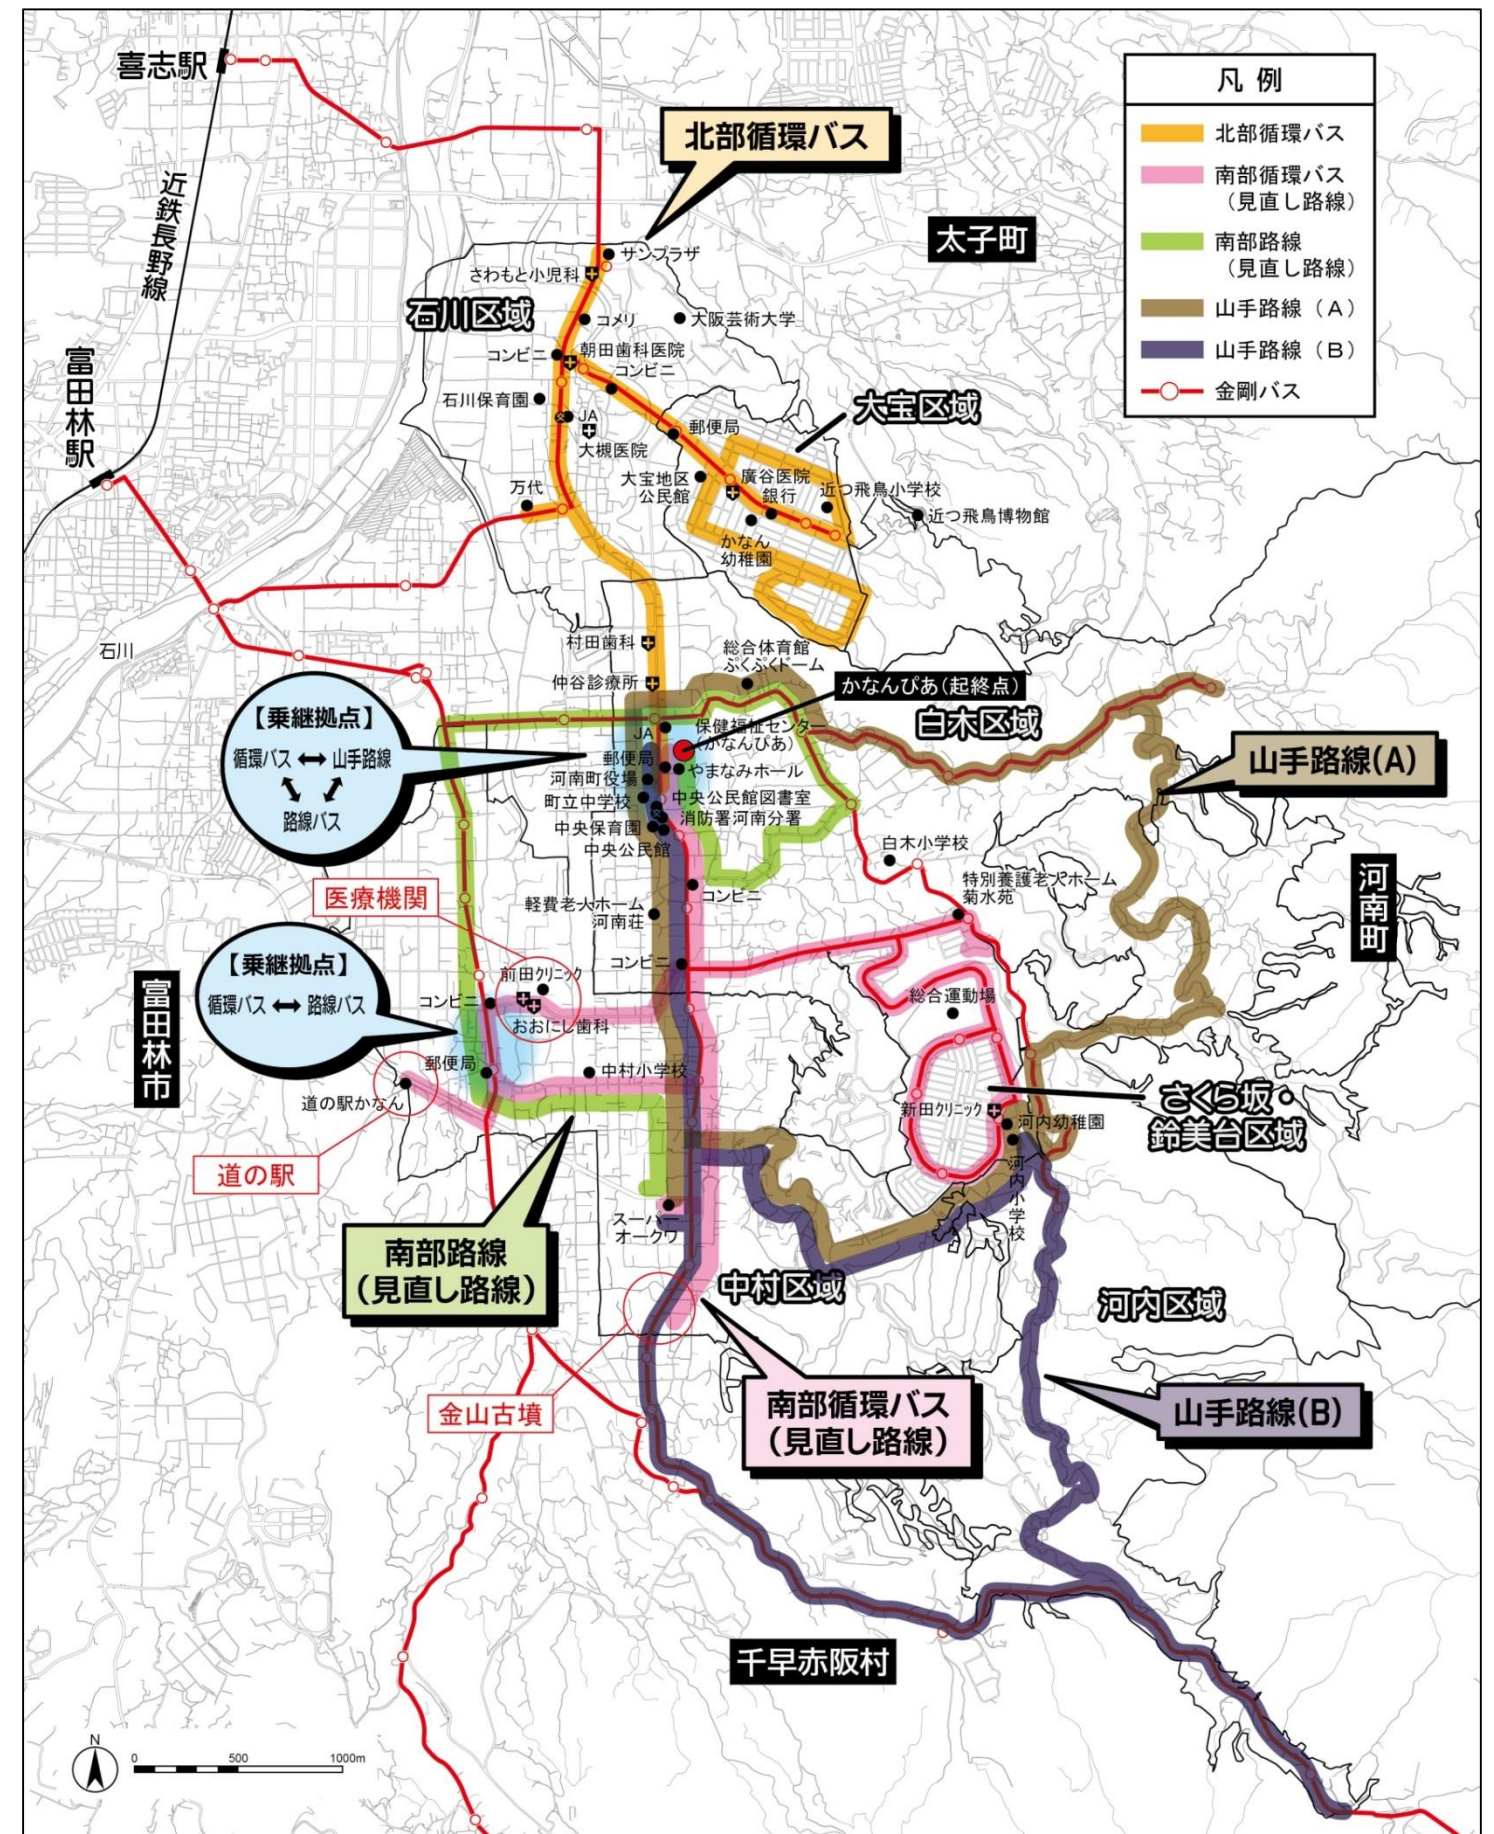 喜志駅
近鉄長野線
富田林駅
北部循環バス
凡 例
北部循環バス
南部循環バス
（見直し路線）
南部路線
（見直し路線）
山手路線（A）
山手路線（B）
金剛バス
太子町
サンプラザ
さわもと小児科
石川区域
コメリ
大阪芸術大学
コンビニ
朝田歯科医院
コンビニ
石川保育園
JA
大槻医院
大宝区域
郵便局
万代
大宝地区
公民館
廣谷医院
銀行
近つ飛鳥小学校
近つ飛鳥博物館
かなん
幼稚園
石川
村田歯科
総合体育館
ぷくぷくドーム
仲谷診療所
かなんぴあ(起終点)
白木区域
【乗継拠点】
循環バス ⟷ 山手路線
路線バス
JA
保健福祉センター
(かなんぴあ)
郵便局
やまなみホール
河南町役場
町立中学校
中央公民館図書室
消防署河南分署
中央保育園
中央公民館
山手路線(A)
白木小学校
特別養護老人ホーム
菊水苑
河南町
医療機関
コンビニ
軽費老人ホーム
河南荘
コンビニ
【乗継拠点】
循環バス ⟷ 路線バス
前田クリニック
コンビニ
おおにし歯科
総合運動場
富田林市
郵便局
中村小学校
道の駅かなん
道の駅
新田クリニック
河内幼稚園
河内小学校
さくら坂・
鈴美台区域
スーパー
オークワ
南部路線
（見直し路線）
中村区域
河内区域
金山古墳
南部循環バス
（見直し路線）
山手路線(B)
千早赤阪村
N
0 500 1000m